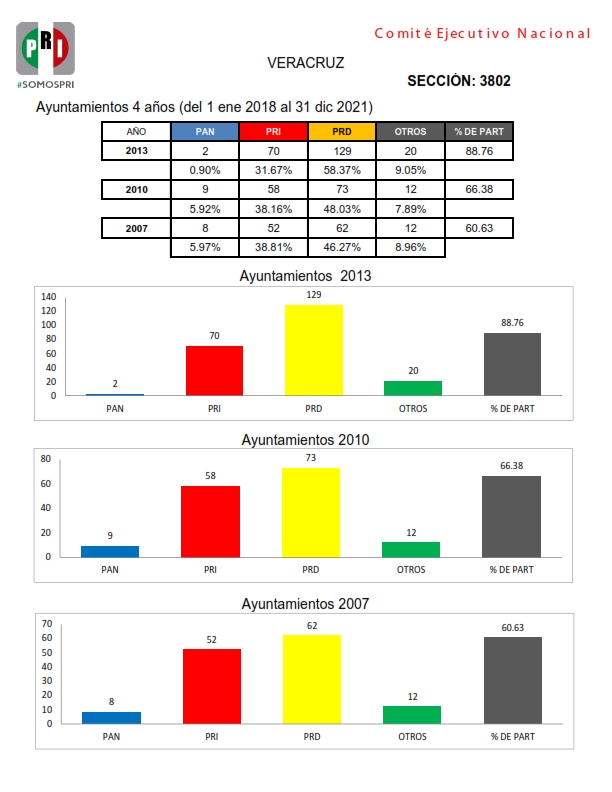 Comité Ejecutivo Nacional
PRI
#SOMOSPRI
VERACRUZ
SECCIÓN: 3802
Ayuntamientos 4 años (del 1 ene 2018 al 31 dic 2021)
AÑO PAN PRI PRD OTROS % DE PART
2013 2 70 129 20 88.76
0.90% 31.67% 58.37% 9.05%
2010 9 58 73 12 66.38
5.92% 38.16% 48.03% 7.89%
2007 8 52 62 12 60.63
5.97% 38.81% 46.27% 8.96%
Ayuntamientos 2013
140
120
100
80
60
40
20
0
2 70 129 20 88.76
PAN PRI PRD OTROS % DE PART
Ayuntamientos 2010
80
60
40
20
0
9 58 73 12 66.38
PAN PRI PRD OTROS % DE PART
Ayuntamientos 2007
70
60
50
40
30
20
10
0
8 52 62 12 60.63
PAN PRI PRD OTROS % DE PART